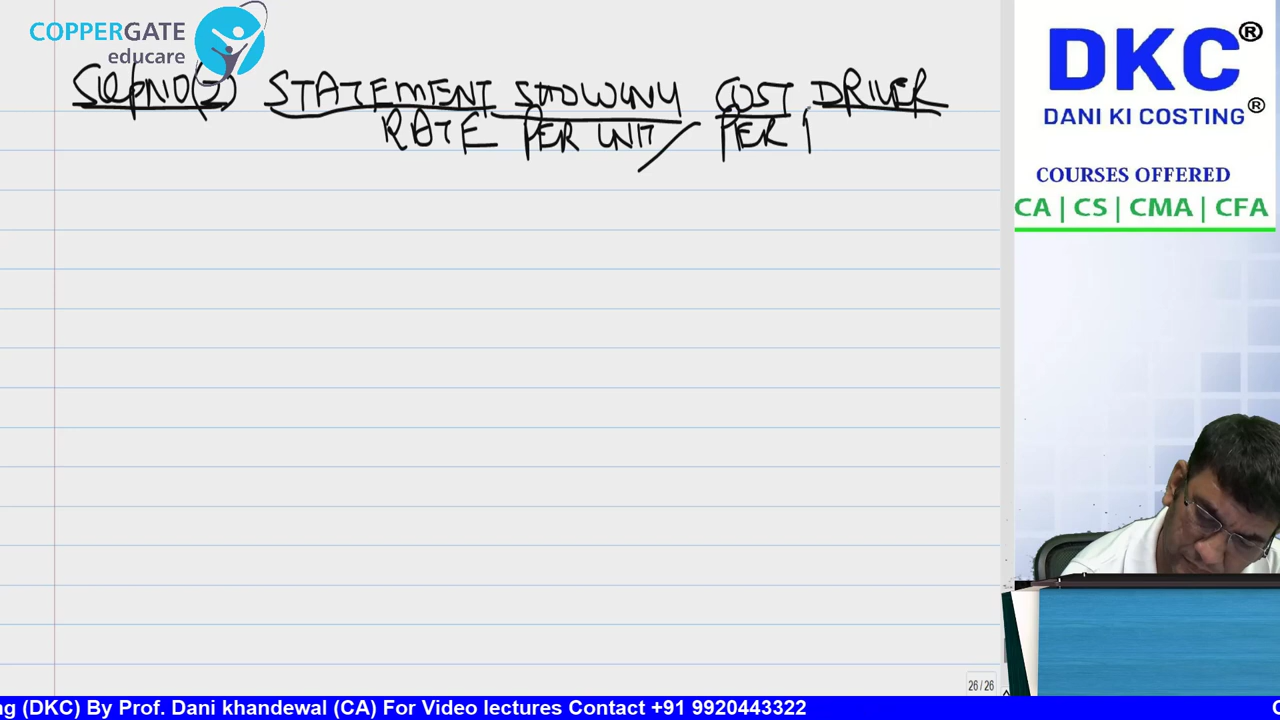 COPPERGATE
educare
STEP NO (2) STATEMENT SHOWING COST DRIVER
RATE PER UNIT / PER
DKC®
DANI KI COSTING®
COURSES OFFERED
CA | CS | CMA | CFA
26 / 26
ng (DKC) By Prof. Dani khandewal (CA) For Video lectures Contact +91 9920443322